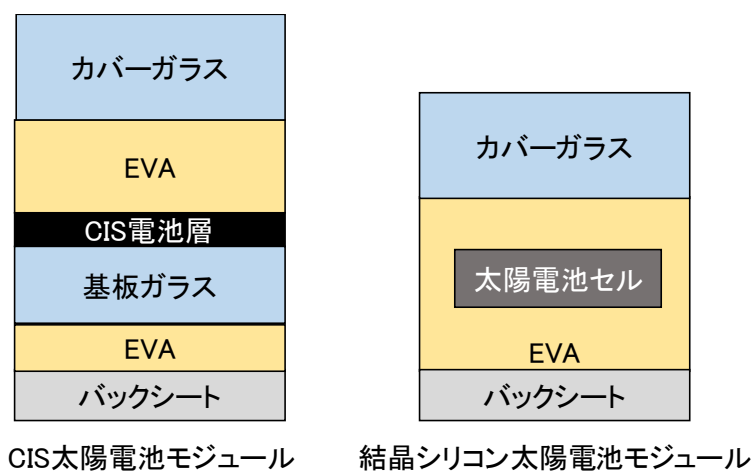 カバーガラス
EVA
CIS電池層
基板ガラス
EVA
バックシート
CIS太陽電池モジュール
カバーガラス
太陽電池セル
EVA
バックシート
結晶シリコン太陽電池モジュール